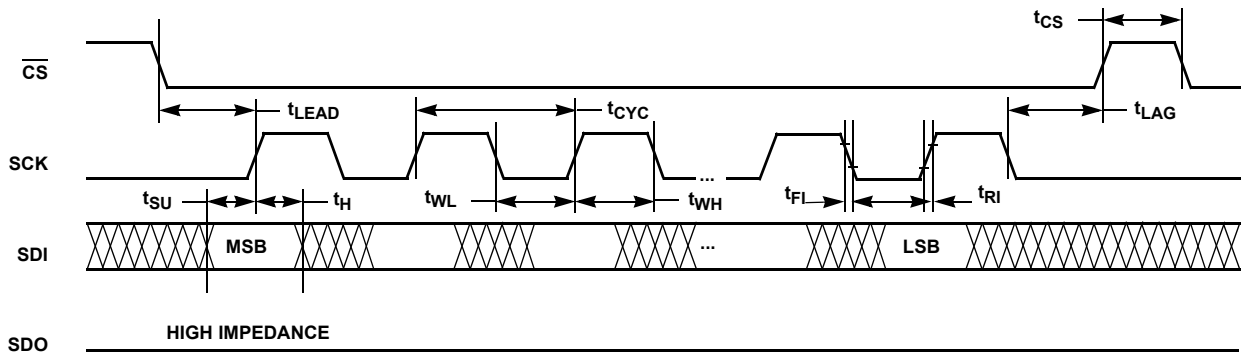 tCS
CS
tLEAD
tCYC
tLAG
SCK
...
tSU
tH
tWL
tWH
tFI
tRI
SDI
MSB
...
LSB
HIGH IMPEDANCE
SDO